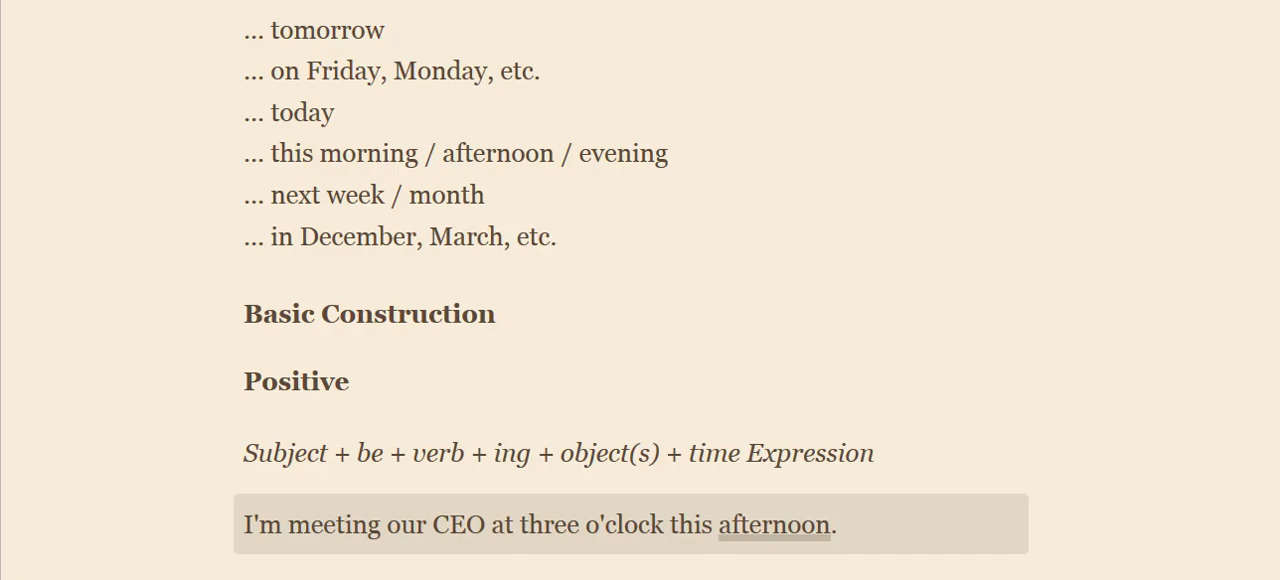 ... tomorrow
... on Friday, Monday, etc.
... today
... this morning / afternoon / evening
... next week / month
... in December, March, etc.
Basic Construction
Positive
Subject + be + verb + ing + object(s) + time Expression
I'm meeting our CEO at three o'clock this afternoon.